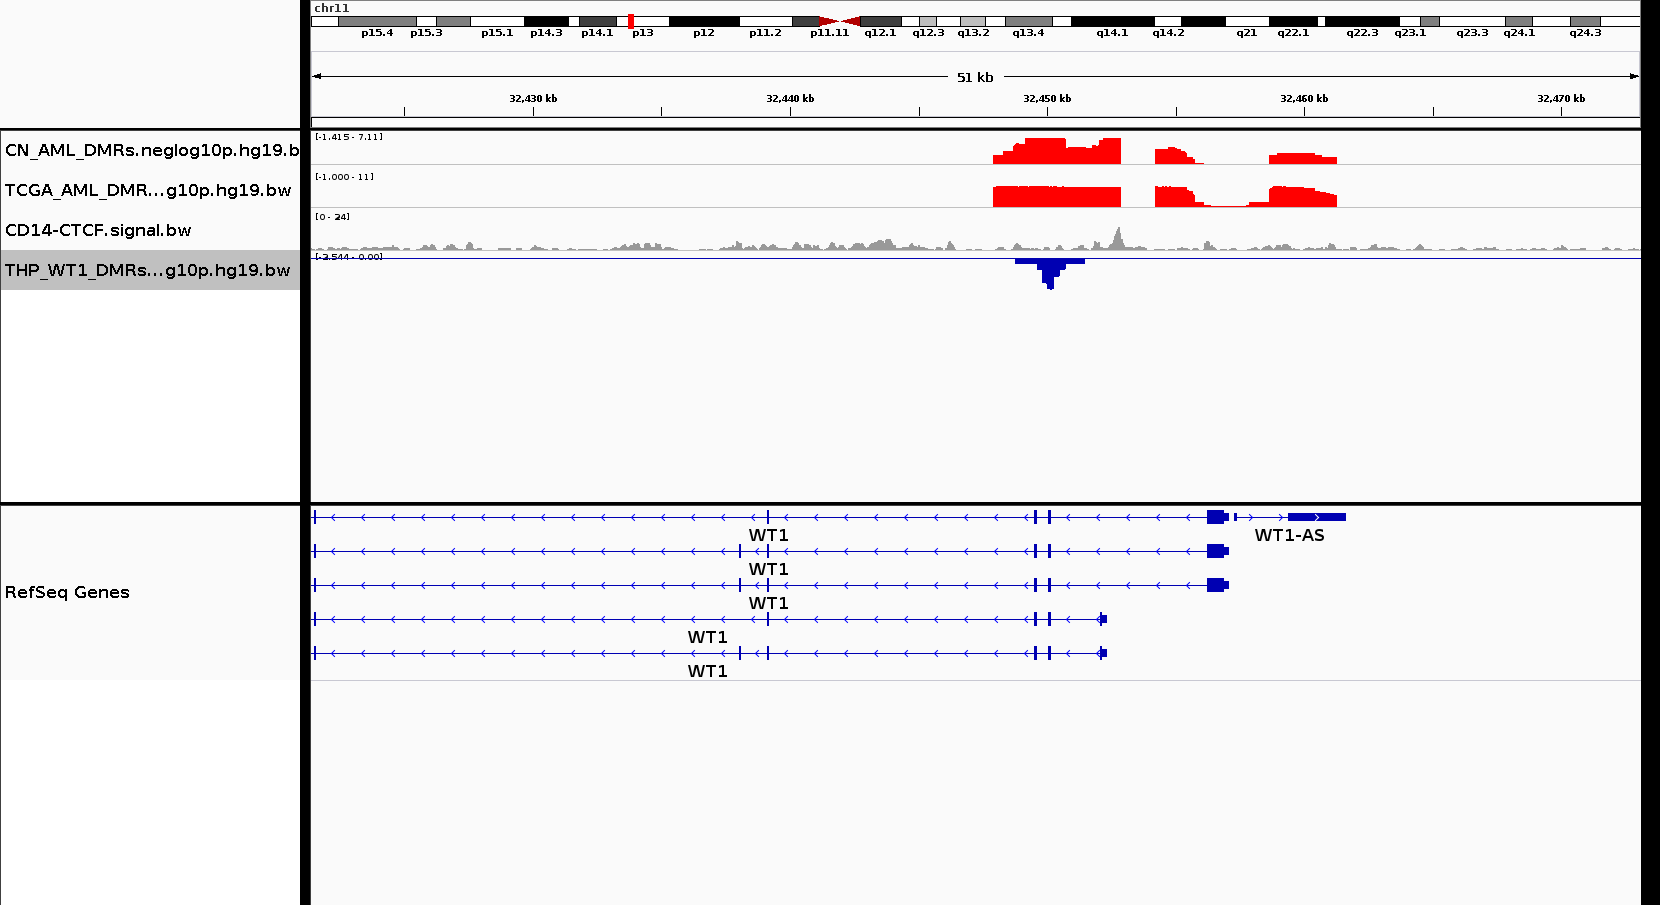 chr11
p15.4 p15.3 p15.1 p14.3 p14.1 p13 p12 p11.2 p11.11 q12.1 q12.3 q13.2 q13.4 q14.1 q14.2 q21 q22.1 q22.3 q23.1 q23.3 q24.1 q24.3
51 kb
32,430 kb 32,440 kb 32,450 kb 32,460 kb 32,470 kb
[-1.415 - 7.11]
CN_AML_DMRs.neglog10p.hg19.b
[-1.000 - 11]
TCGA_AML_DMR...g10p.hg19.bw
[0 - 24]
CD14-CTCF.signal.bw
[-3.544 - 0.00]
THP_WT1_DMRs...g10p.hg19.bw
WT1 WT1-AS
WT1
RefSeq Genes
WT1
WT1
WT1